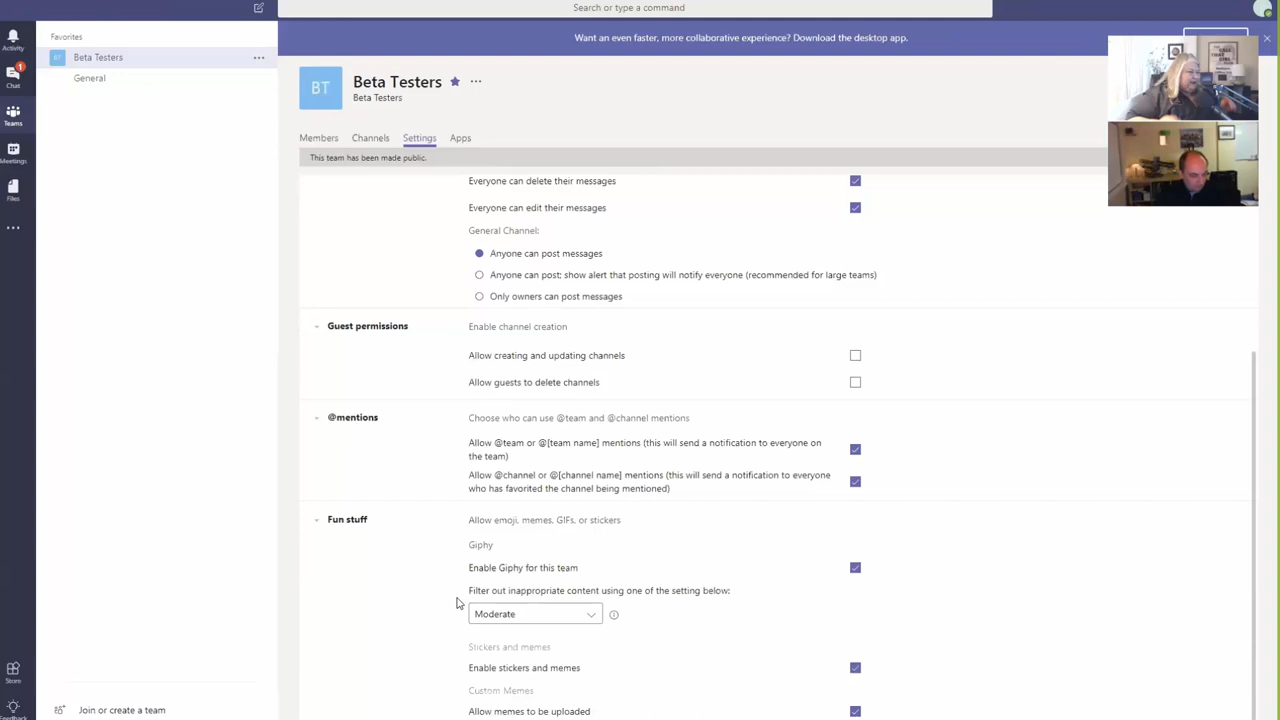 Search or type a command
Want an even faster, more collaborative experience? Download the desktop app.
Activity
Chat
1
Teams
Meetings
Files
Store
Feedback
Favorites
BT
Beta Testers
General
Join or create a team
BT
Beta Testers
Beta Testers
Members
Channels
Settings
Apps
This team has been made public.
Everyone can delete their messages
Everyone can edit their messages
General Channel:
Anyone can post messages
Anyone can post; show alert that posting will notify everyone (recommended for large teams)
Only owners can post messages
Guest permissions
Enable channel creation
Allow creating and updating channels
Allow guests to delete channels
@mentions
Choose who can use @team and @channel mentions
Allow @team or @[team name] mentions (this will send a notification to everyone on
the team)
Allow @channel or @[channel name] mentions (this will send a notification to everyone
who has favorited the channel being mentioned)
Fun stuff
Allow emoji, memes, GIFs, or stickers
Giphy
Enable Giphy for this team
Filter out inappropriate content using one of the setting below:
Moderate
Stickers and memes
Enable stickers and memes
Custom Memes
Allow memes to be uploaded